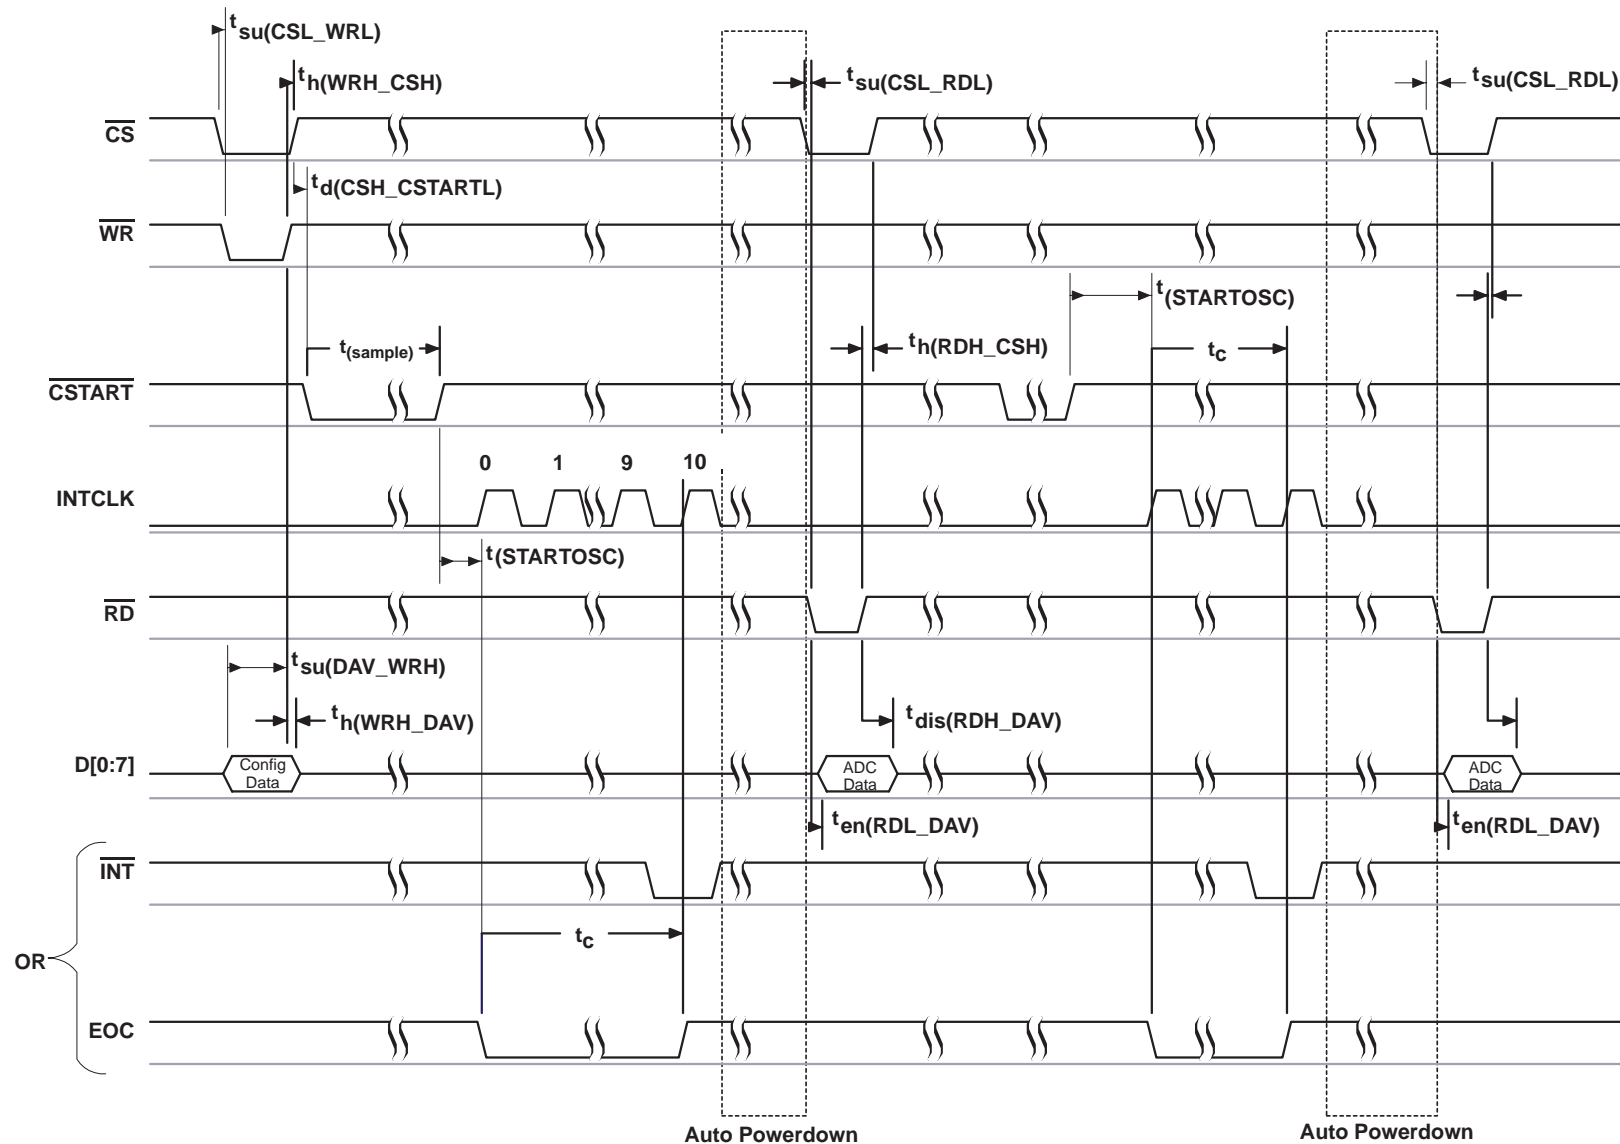 tsu(CSL_WRL)
th(WRH_CSH)
tsu(CSL_RDL)
tsu(CSL_RDL)
CS
td(CSH_CSTARTL)
WR
t(STARTOSC)
t(sample)
th(RDH_CSH)
tc
CSTART
0 1 9 10
INTCLK
t(STARTOSC)
RD
tsu(DAV_WRH)
th(WRH_DAV)
tdis(RDH_DAV)
D[0:7]
Config
Data
ADC
Data
ADC
Data
ten(RDL_DAV)
ten(RDL_DAV)
INT
tc
OR
EOC
Auto Powerdown
Auto Powerdown